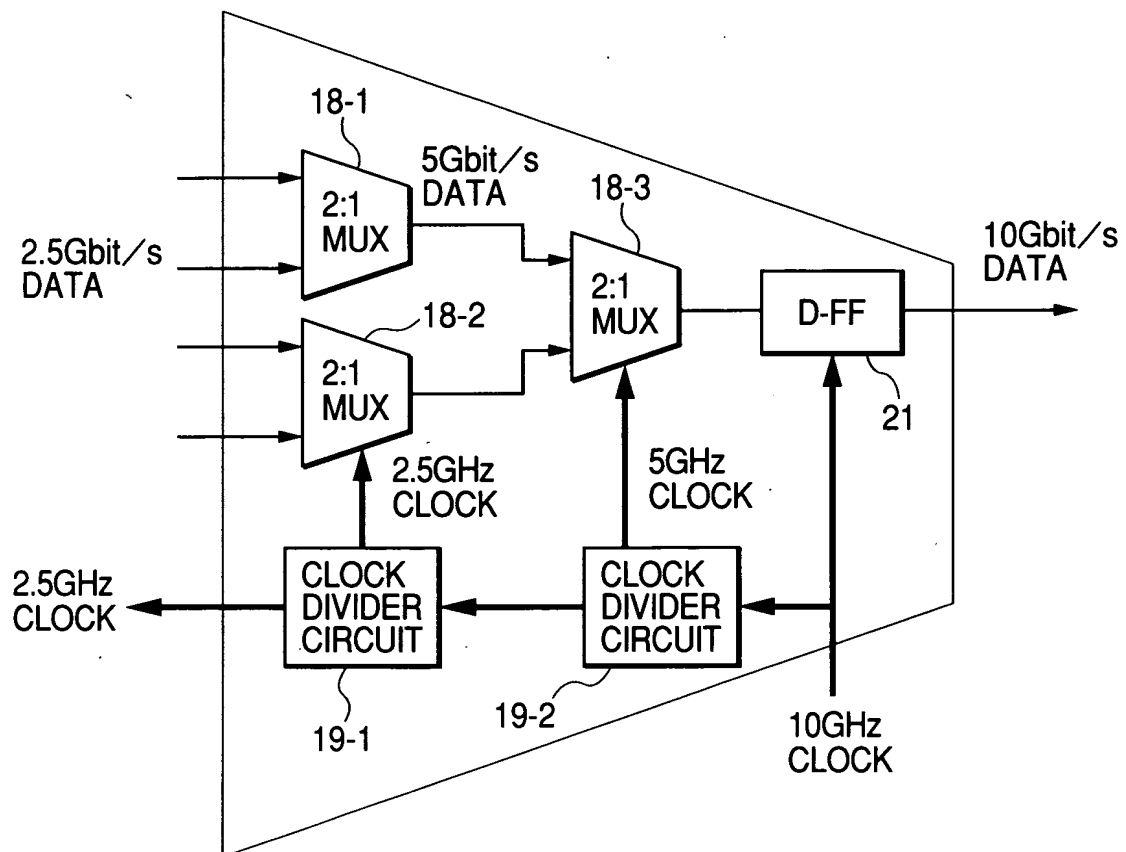 18-1
5Gbit/s
DATA
18-3
2:1
MUX
2.5Gbit/s
DATA
10Gbit/s
DATA
18-2
2:1
MUX
D-FF
2:1
MUX
21
2.5GHz
CLOCK
5GHz
CLOCK
2.5GHz
CLOCK
CLOCK
DIVIDER
CIRCUIT
CLOCK
DIVIDER
CIRCUIT
19-1
19-2
10GHz
CLOCK